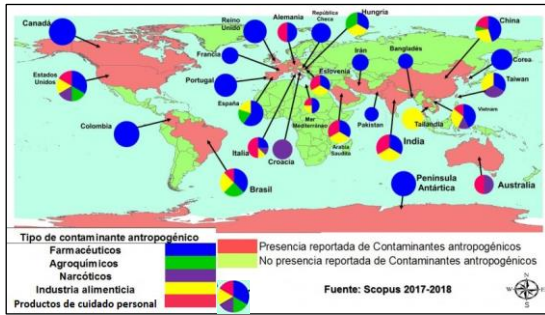 Canadá
Reino
Unido
Alemania
República
Checa
Hungría
China
Francia
Irán
Bangladés
Corea
Estados
Unidos
Portugal
Eslovenia
Taiwan
España
Mar
Mediterráneo
Pakistan
Tailandia
Vietnam
Colombia
Italia
Croacia
Arabia
Saudita
India
Brasil
Península
Antártica
Australia
Tipo de contaminante antropogénico
Farmacéuticos
Agroquímicos
Narcóticos
Industria alimenticia
Productos de cuidado personal
Presencia reportada de Contaminantes antropogénicos
No presencia reportada de Contaminantes antropogénicos
Fuente: Scopus 2017-2018
N
W
E
S